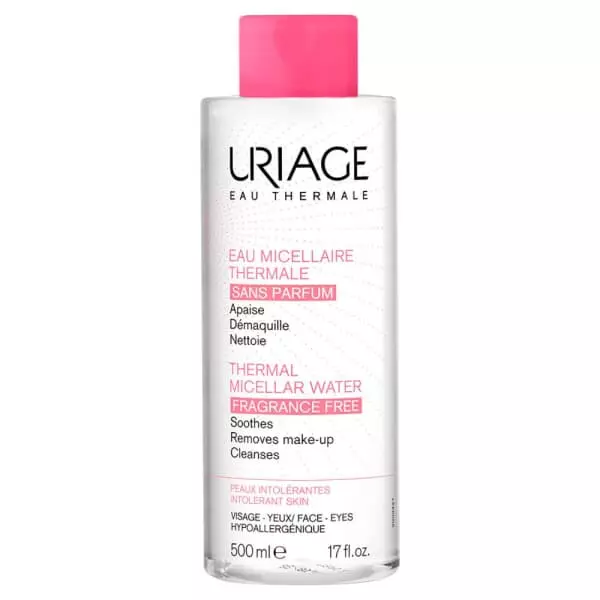 URIAGE
EAU THERMALE
EAU MICELLAIRE
THERMALE
SANS PARFUM
Apaise
Démaquille
Nettoie
THERMAL
MICELLAR WATER
FRAGRANCE FREE
Soothes
Removes make-up
Cleanses
PEAUX INTOLÉRANTES
INTOLERANT SKIN
VISAGE - YEUX/ FACE - EYES
HYPOALLERGÉNIQUE
500 ml e 17 fl.oz.